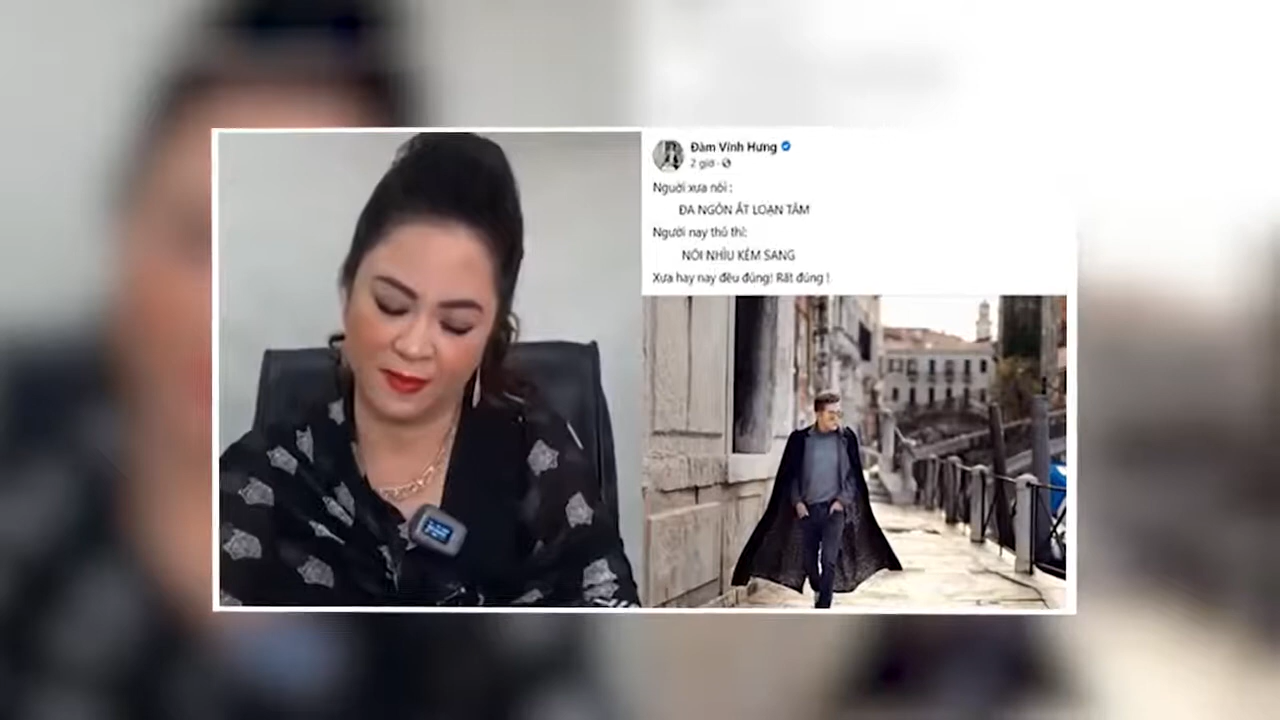 Đàm Vĩnh Hưng
2 giờ
Người xưa nói :
ĐA NGÔN ẮT LOẠN TÂM
Người nay thủ thỉ:
NÓI NHÌU KÉM SANG
Xưa hay nay đều đúng! Rất đúng !